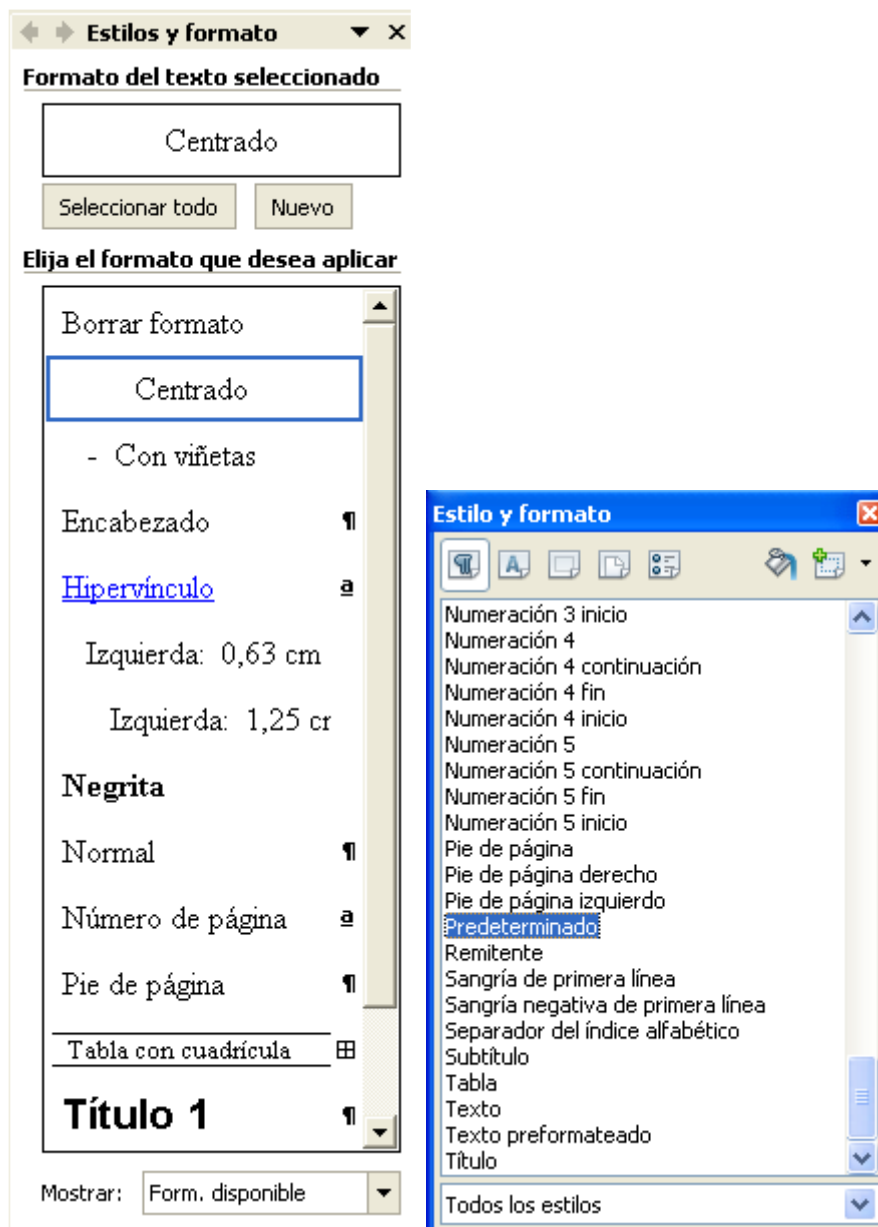 Estilos y formato
Formato del texto seleccionado
Centrado
Seleccionar todo Nuevo
Elija el formato que desea aplicar
Borrar formato
Centrado
- Con viñetas
Encabezado ¶
Hipervínculo a
Izquierda: 0,63 cm
Izquierda: 1,25 cr
Negrita
Normal ¶
Número de página a
Pie de página ¶
Tabla con cuadrícula
Título 1 ¶
Mostrar: Form. disponible
Estilo y formato
Numeración 3 inicio
Numeración 4
Numeración 4 continuación
Numeración 4 fin
Numeración 4 inicio
Numeración 5
Numeración 5 continuación
Numeración 5 fin
Numeración 5 inicio
Pie de página
Pie de página derecho
Pie de página izquierdo
Predeterminado
Remitente
Sangría de primera línea
Sangría negativa de primera línea
Separador del índice alfabético
Subtítulo
Tabla
Texto
Texto preformateado
Título
Todos los estilos